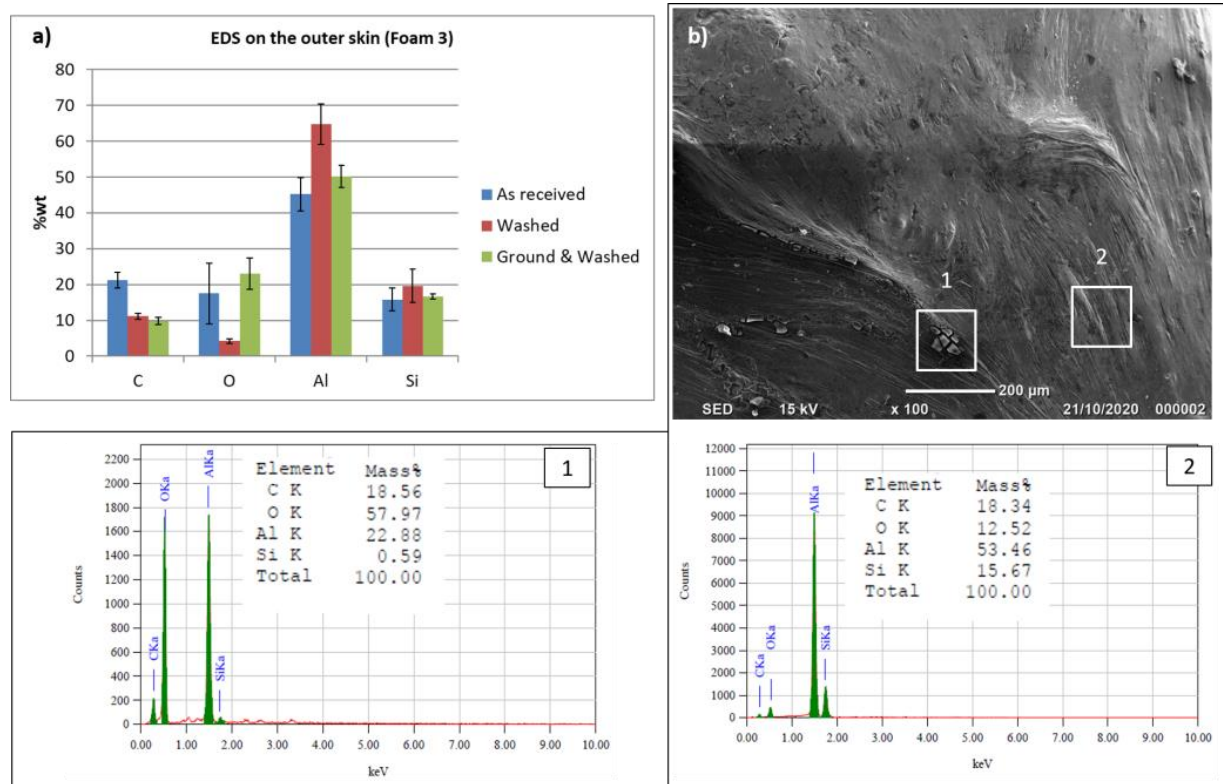 a)
EDS on the outer skin (Foam 3)
80
70
60
50
40
30
20
10
0
%wt
C O Al Si
As received
Washed
Ground & Washed
b)
1
2
200 µm
SED 15 kV x 100 21/10/2020 000002
1
2200
2000
1800
1600
1400
1200
1000
800
600
400
200
0
Counts
CKa
OKa
AlKa
SiKa
Element Mass%
C K 18.56
O K 57.97
Al K 22.88
Si K 0.59
Total 100.00
0.00 1.00 2.00 3.00 4.00 5.00 6.00 7.00 8.00 9.00 10.00
keV
2
12000
11000
10000
9000
8000
7000
6000
5000
4000
3000
2000
1000
0
Counts
CKa
OKa
AlKa
SiKa
Element Mass%
C K 18.34
O K 12.52
Al K 53.46
Si K 15.67
Total 100.00
0.00 1.00 2.00 3.00 4.00 5.00 6.00 7.00 8.00 9.00 10.00
keV